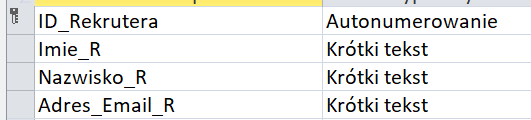 ID_Rekrutera Autonumerowanie
Imie_R Krótki tekst
Nazwisko_R Krótki tekst
Adres_Email_R Krótki tekst